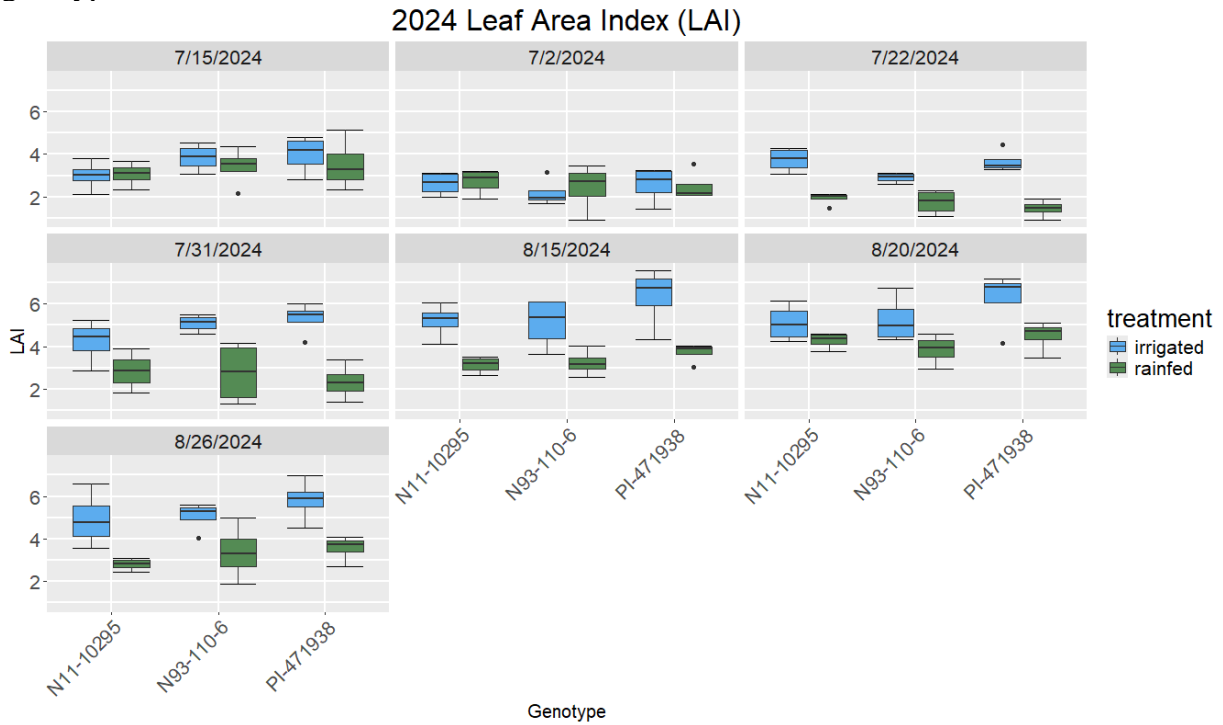 2024 Leaf Area Index (LAI)
7/15/2024
7/2/2024
7/22/2024
6
4
2
7/31/2024
8/15/2024
8/20/2024
6
4
2
LAI
treatment
irrigated
rainfed
N11-10295
N93-110-6
PI-471938
N11-10295
N93-110-6
PI-471938
8/26/2024
6
4
2
N11-10295
N93-110-6
PI-471938
Genotype